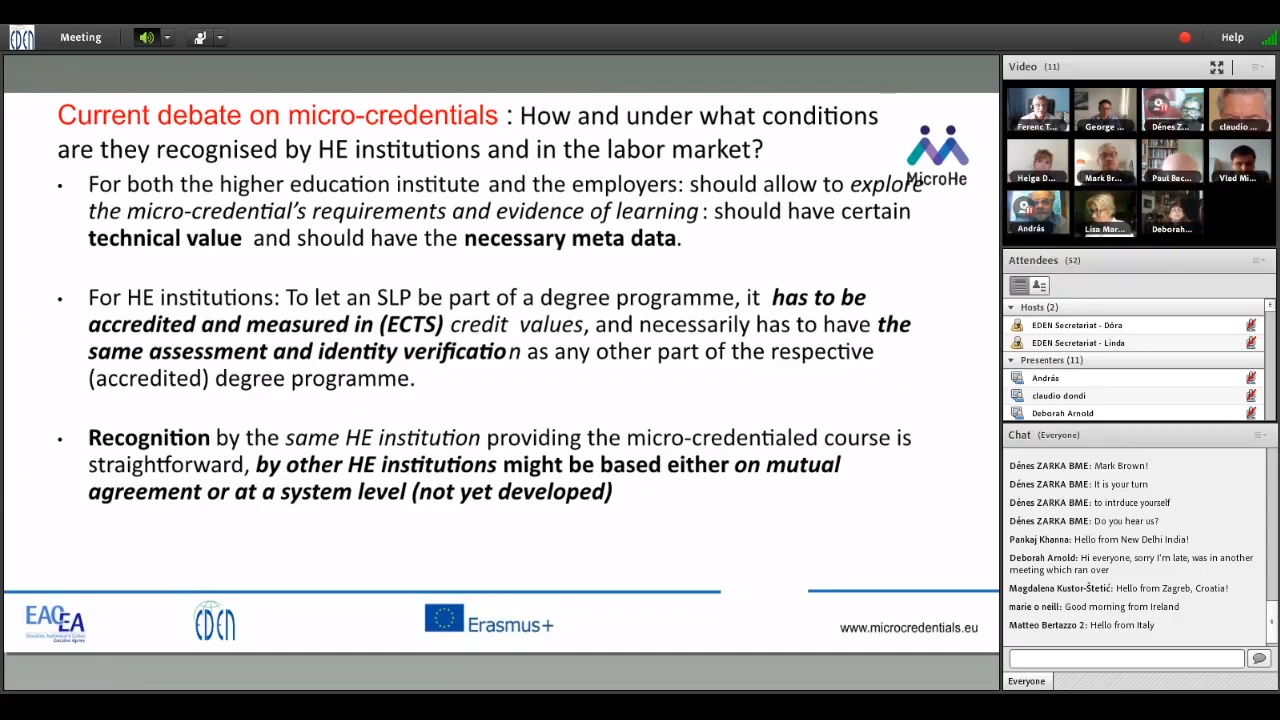 EDEN
Meeting
Help
Current debate on micro-credentials : How and under what conditions
are they recognised by HE institutions and in the labor market?
MicroHe
• For both the higher education institute and the employers: should allow to explore
the micro-credential's requirements and evidence of learning : should have certain
technical value and should have the necessary meta data.
• For HE institutions: To let an SLP be part of a degree programme, it has to be
accredited and measured in (ECTS) credit values, and necessarily has to have the
same assessment and identity verification as any other part of the respective
(accredited) degree programme.
• Recognition by the same HE institution providing the micro-credentialed course is
straightforward, by other HE institutions might be based either on mutual
agreement or at a system level (not yet developed)
EACEA
Education, Audiovisual & Culture
Executive Agency
EDEN
Erasmus+
www.microcredentials.eu
Video (11)
Ferenc T...
George ...
Dénes Z...
claudio ...
Helga D...
Mark Br...
Paul Bac...
Vlad Mi...
András
Lisa Mar...
Deborah...
Attendees (52)
Hosts (2)
EDEN Secretariat - Dóra
EDEN Secretariat - Linda
Presenters (11)
András
claudio dondi
Deborah Arnold
Chat (Everyone)
Dénes ZARKA BME: Mark Brown!
Dénes ZARKA BME: It is your turn
Dénes ZARKA BME: to intrduce yourself
Dénes ZARKA BME: Do you hear us?
Pankaj Khanna: Hello from New Delhi India!
Deborah Arnold: Hi everyone, sorry I'm late, was in another
meeting which ran over
Magdalena Kustor-Štetić: Hello from Zagreb, Croatia!
marie o neill: Good morning from Ireland
Matteo Bertazzo 2: Hello from Italy
Everyone